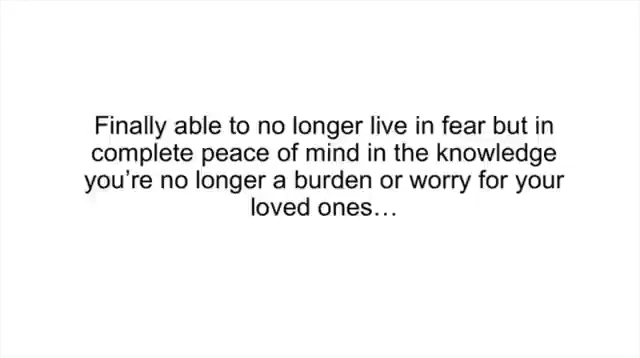 Finally able to no longer live in fear but in
complete peace of mind in the knowledge
you’re no longer a burden or worry for your
loved ones…